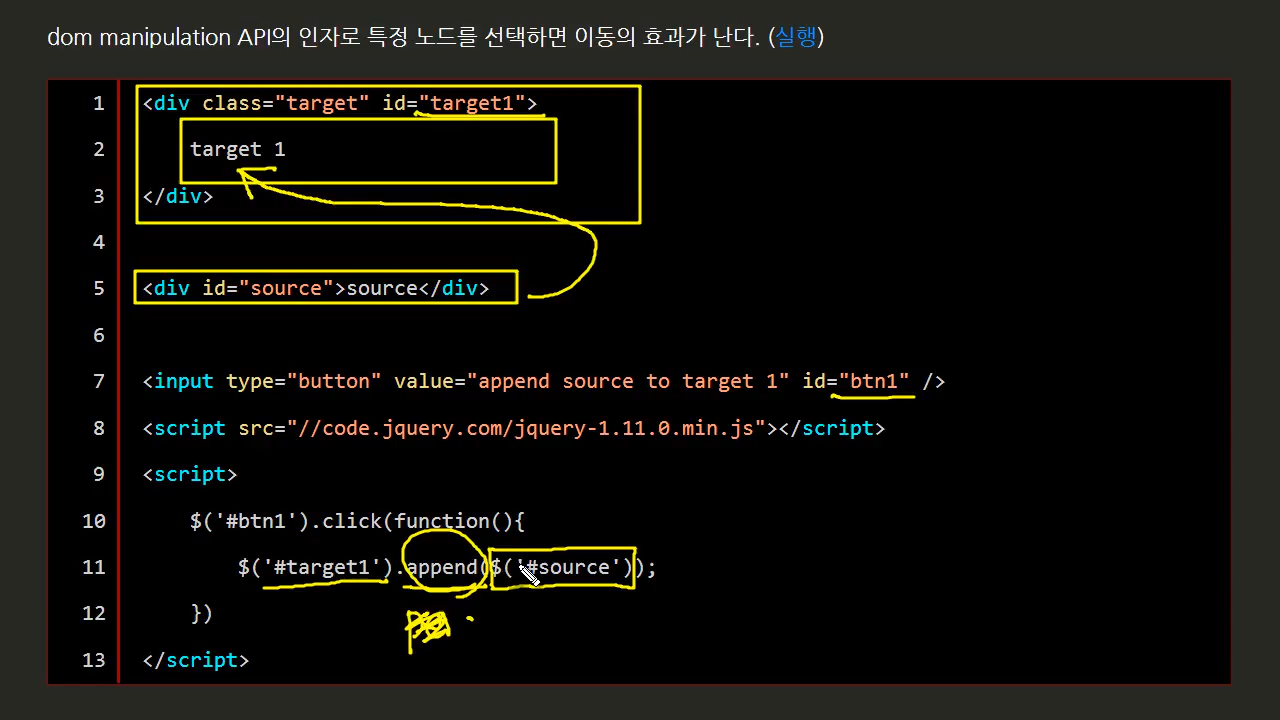 dom manipulation API의 인자로 특정 노드를 선택하면 이동의 효과가 난다. (실행)
1 <div class="target" id="target1">
2 target 1
3 </div>
4
5 <div id="source">source</div>
6
7 <input type="button" value="append source to target 1" id="btn1" />
8 <script src="//code.jquery.com/jquery-1.11.0.min.js"></script>
9 <script>
10 $('#btn1').click(function(){
11 $('#target1').append($('#source'));
12 })
13 </script>